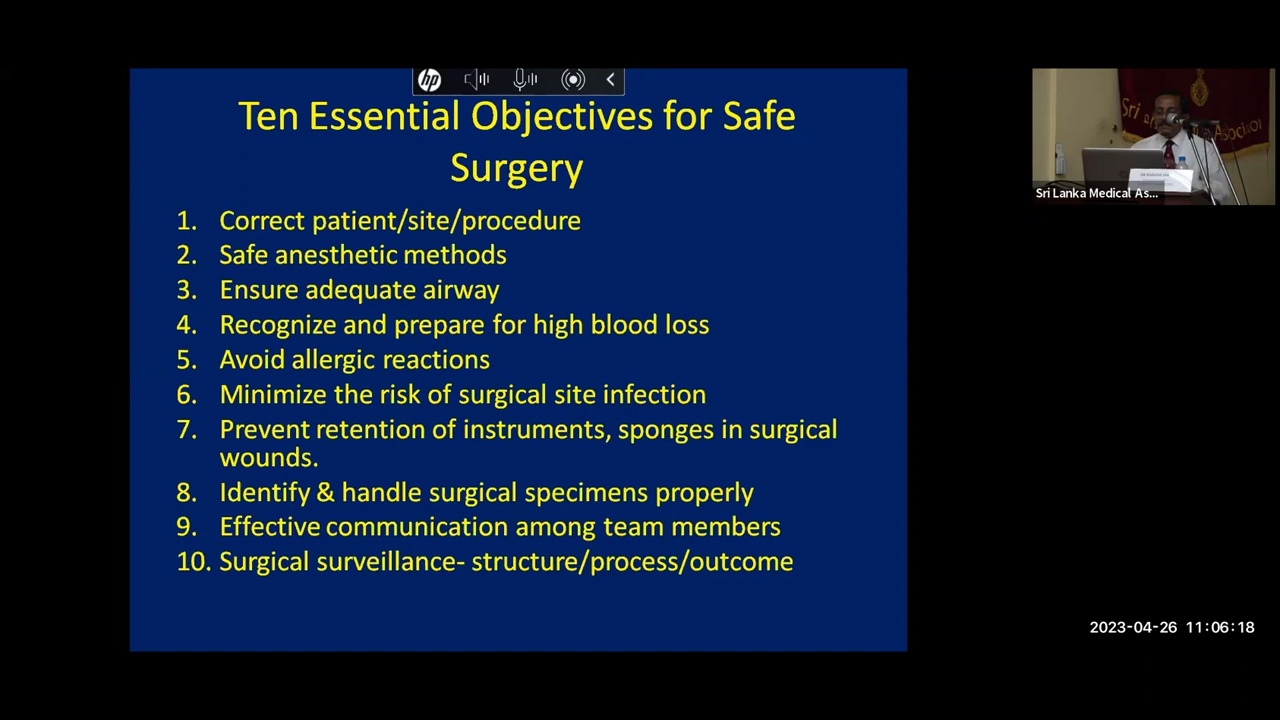 hp
Ten Essential Objectives for Safe
Surgery
1. Correct patient/site/procedure
2. Safe anesthetic methods
3. Ensure adequate airway
4. Recognize and prepare for high blood loss
5. Avoid allergic reactions
6. Minimize the risk of surgical site infection
7. Prevent retention of instruments, sponges in surgical
wounds.
8. Identify & handle surgical specimens properly
9. Effective communication among team members
10. Surgical surveillance- structure/process/outcome
Sri
Sri Lanka Medical As...
2023-04-26 11:06:18